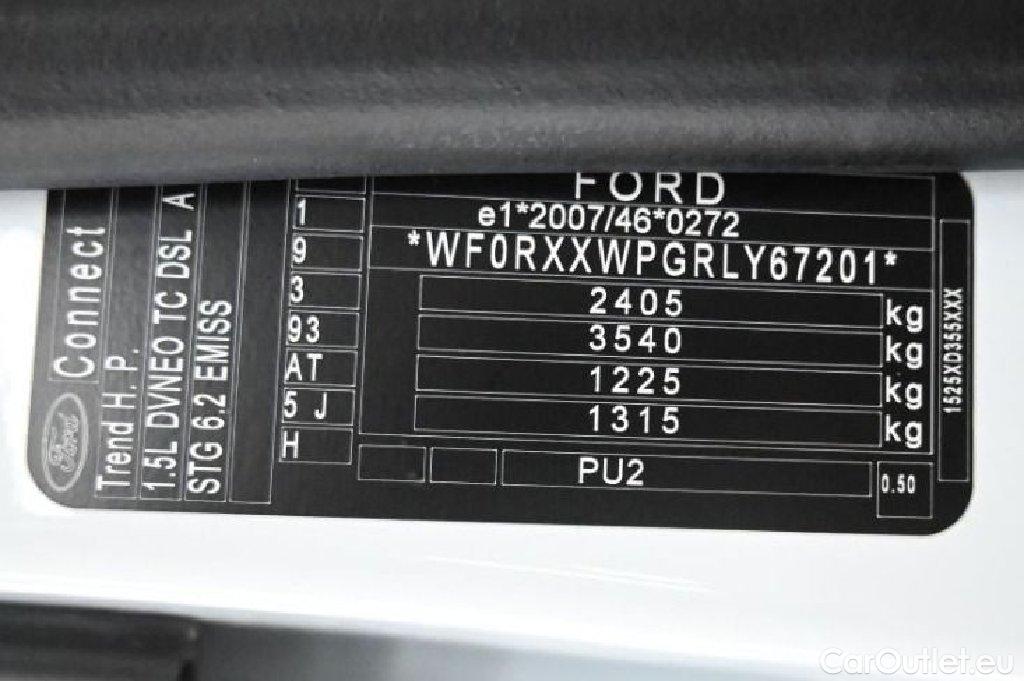 FORD
e1*2007/46*0272
*WF0RXXWPGRLY67201*
2405 kg
3540 kg
1225 kg
1315 kg
PU2
0.50
1525XD355XXX
1
9
3
93
AT
5 J
H
Connect
Ford
Trend H. P.
1.5L DVNEO TC DSL A
STG 6.2 EMISS
CarOutlet.eu